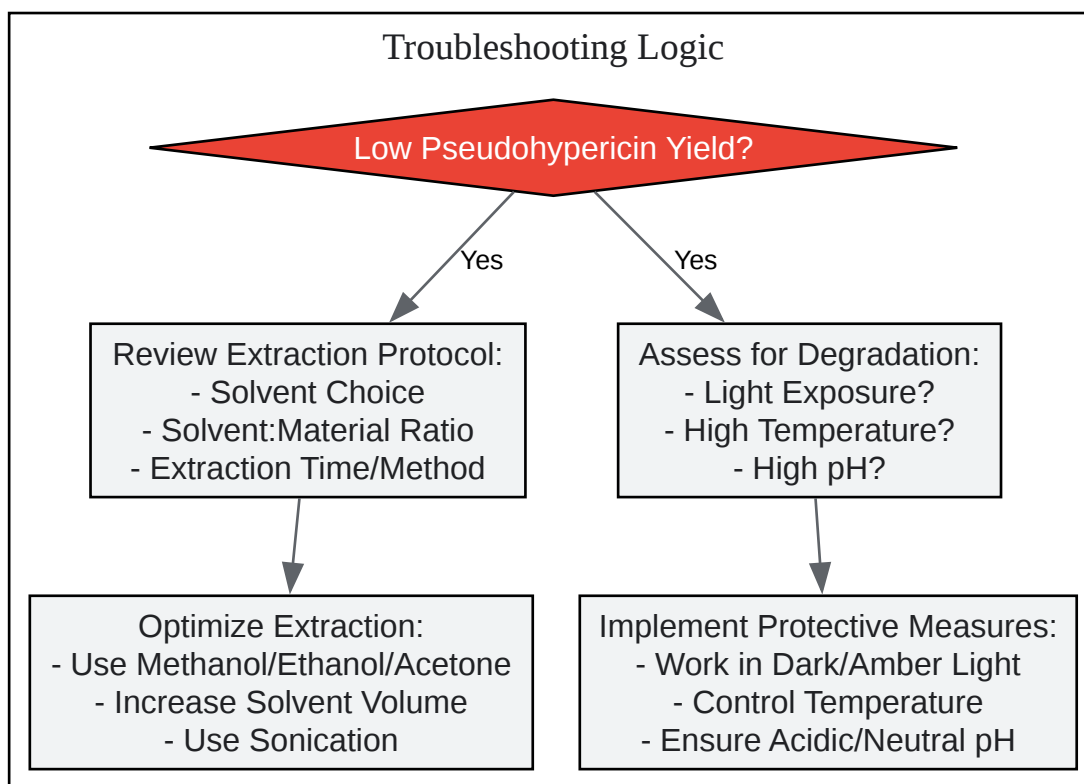 Troubleshooting Logic
Low Pseudohypericin Yield?
Yes
Yes
Review Extraction Protocol:
- Solvent Choice
- Solvent:Material Ratio
- Extraction Time/Method
Assess for Degradation:
- Light Exposure?
- High Temperature?
- High pH?
Optimize Extraction:
- Use Methanol/Ethanol/Acetone
- Increase Solvent Volume
- Use Sonication
Implement Protective Measures:
- Work in Dark/Amber Light
- Control Temperature
- Ensure Acidic/Neutral pH